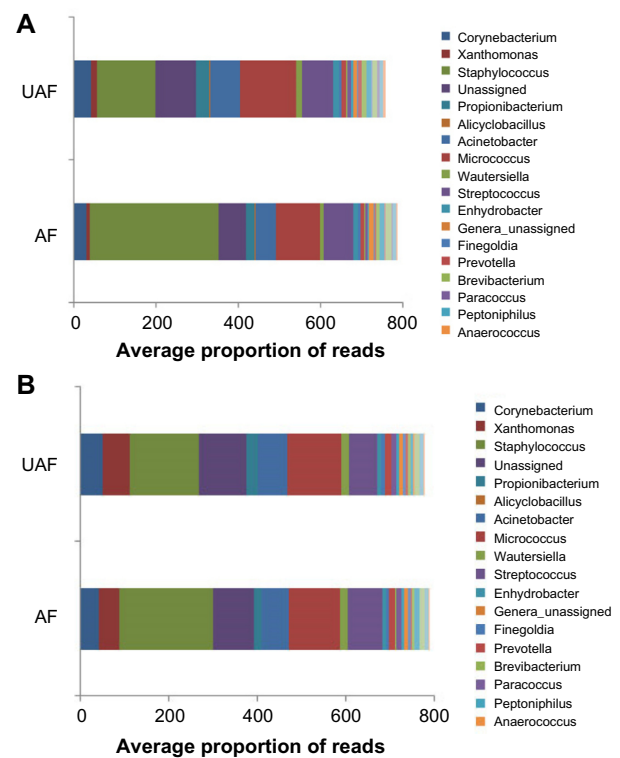 A
UAF
AF
0 200 400 600 800
Average proportion of reads
Corynebacterium
Xanthomonas
Staphylococcus
Unassigned
Propionibacterium
Alicyclobacillus
Acinetobacter
Micrococcus
Wautersiella
Streptococcus
Enhydrobacter
Genera_unassigned
Finegoldia
Prevotella
Brevibacterium
Paracoccus
Peptoniphilus
Anaerococcus
B
UAF
AF
0 200 400 600 800
Average proportion of reads
Corynebacterium
Xanthomonas
Staphylococcus
Unassigned
Propionibacterium
Alicyclobacillus
Acinetobacter
Micrococcus
Wautersiella
Streptococcus
Enhydrobacter
Genera_unassigned
Finegoldia
Prevotella
Brevibacterium
Paracoccus
Peptoniphilus
Anaerococcus